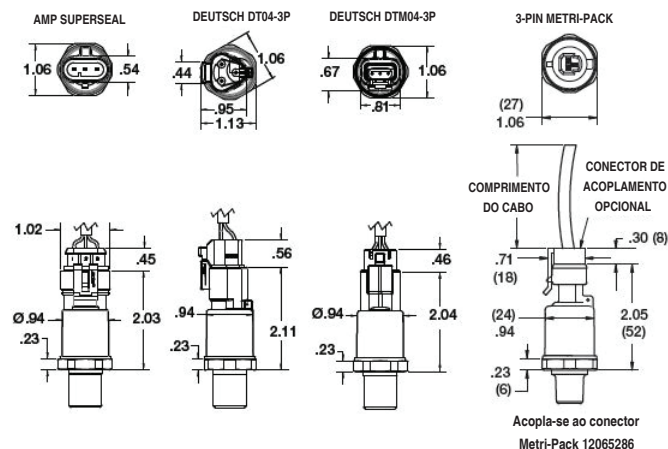 AMP SUPERSEAL
DEUTSCH DT04-3P
DEUTSCH DTM04-3P
3-PIN METRI-PACK
1.06
.54
.44
1.06
.95
1.13
.67
1.06
.81
(27)
1.06
COMPRIMENTO
DO CABO
CONECTOR DE
ACOPLAMENTO
OPCIONAL
1.02
.45
Ø.94
2.03
.23
.56
.94
2.11
.23
.46
Ø.94
2.04
.23
.30 (8)
.71
(18)
(24)
.94
2.05
(52)
.23
(6)
Acopla-se ao conector
Metri-Pack 12065286